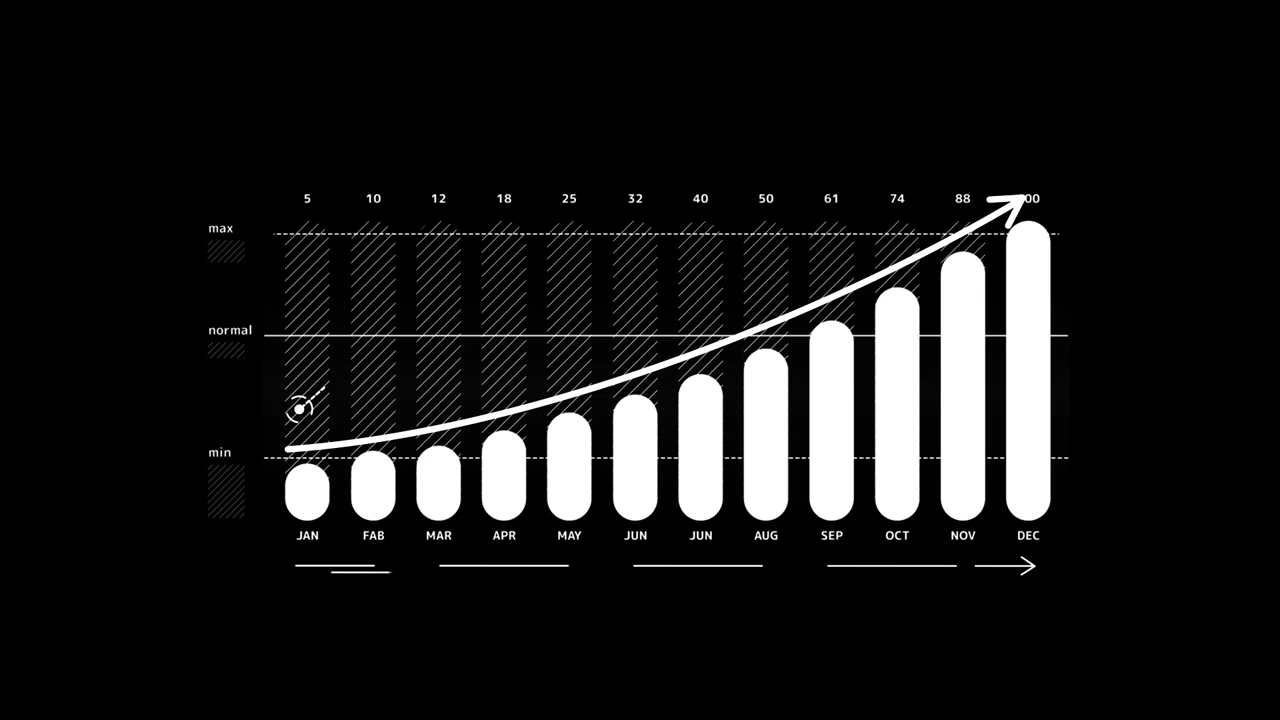 5 10 12 18 25 32 40 50 61 74 88 00
max
normal
min
JAN FAB MAR APR MAY JUN JUN AUG SEP OCT NOV DEC